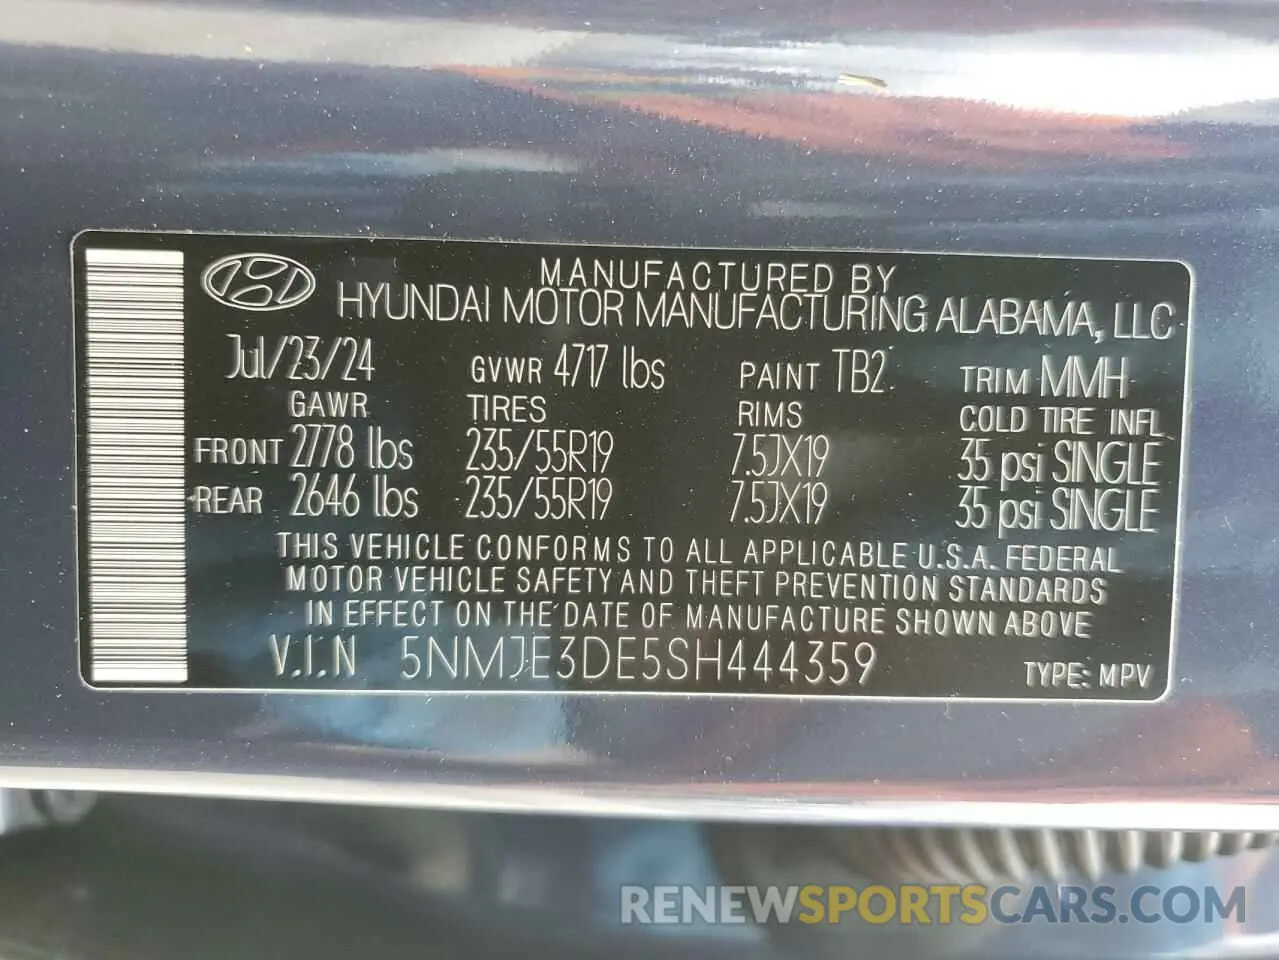 MANUFACTURED BY
HYUNDAI MOTOR MANUFACTURING ALABAMA, LLC
Jul/23/24 GVWR 4717 lbs PAINT TB2 TRIM MMH
GAWR TIRES RIMS COLD TIRE INFL
FRONT 2778 lbs 235/55R19 7.5JX19 35 psi SINGLE
REAR 2646 lbs 235/55R19 7.5JX19 35 psi SINGLE
THIS VEHICLE CONFORMS TO ALL APPLICABLE U.S.A. FEDERAL
MOTOR VEHICLE SAFETY AND THEFT PREVENTION STANDARDS
IN EFFECT ON THE DATE OF MANUFACTURE SHOWN ABOVE
V.I.N 5NMJE3DE5SH444359 TYPE: MPV
RENEWSPORTSCARS.COM